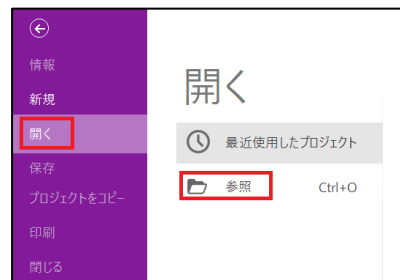 情報
新規
開く
保存
プロジェクトをコピー
印刷
閉じる
開く
最近使用したプロジェクト
参照 Ctrl+O